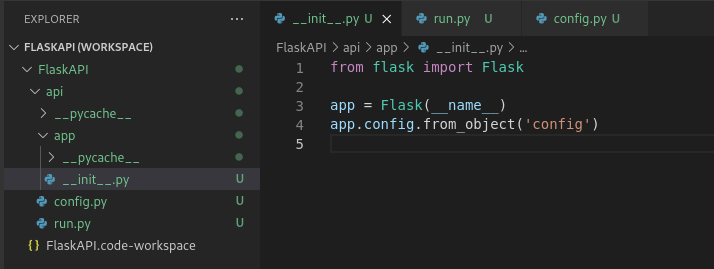 EXPLORER
FLASKAPI (WORKSPACE)
FlaskAPI
api
__pycache__
app
__pycache__
__init__.py U
config.py U
run.py U
{} FlaskAPI.code-workspace
__init__.py U
run.py U
config.py U
FlaskAPI > api > app > __init__.py > ...
1 from flask import Flask
2
3 app = Flask(__name__)
4 app.config.from_object('config')
5